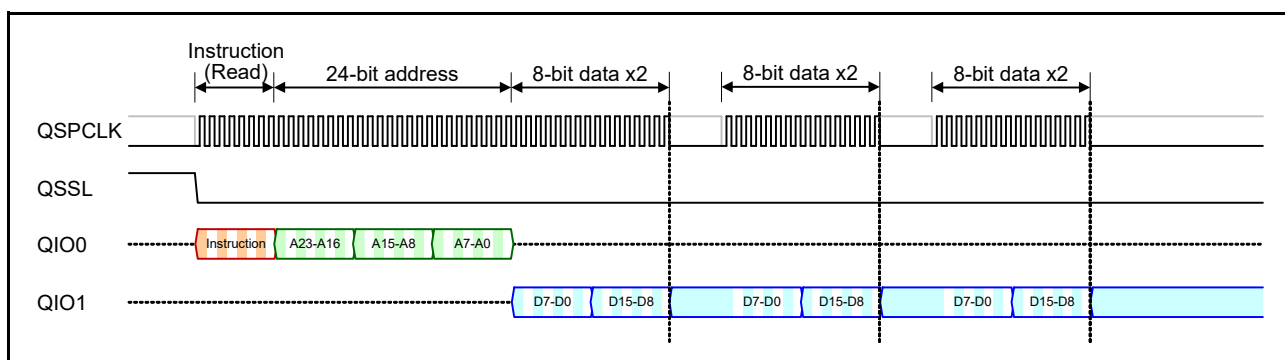 Instruction
(Read)
24-bit address
8-bit data x2
8-bit data x2
8-bit data x2
QSPCLK
QSSL
QIO0
Instruction
A23-A16
A15-A8
A7-A0
QIO1
D7-D0
D15-D8
D7-D0
D15-D8
D7-D0
D15-D8